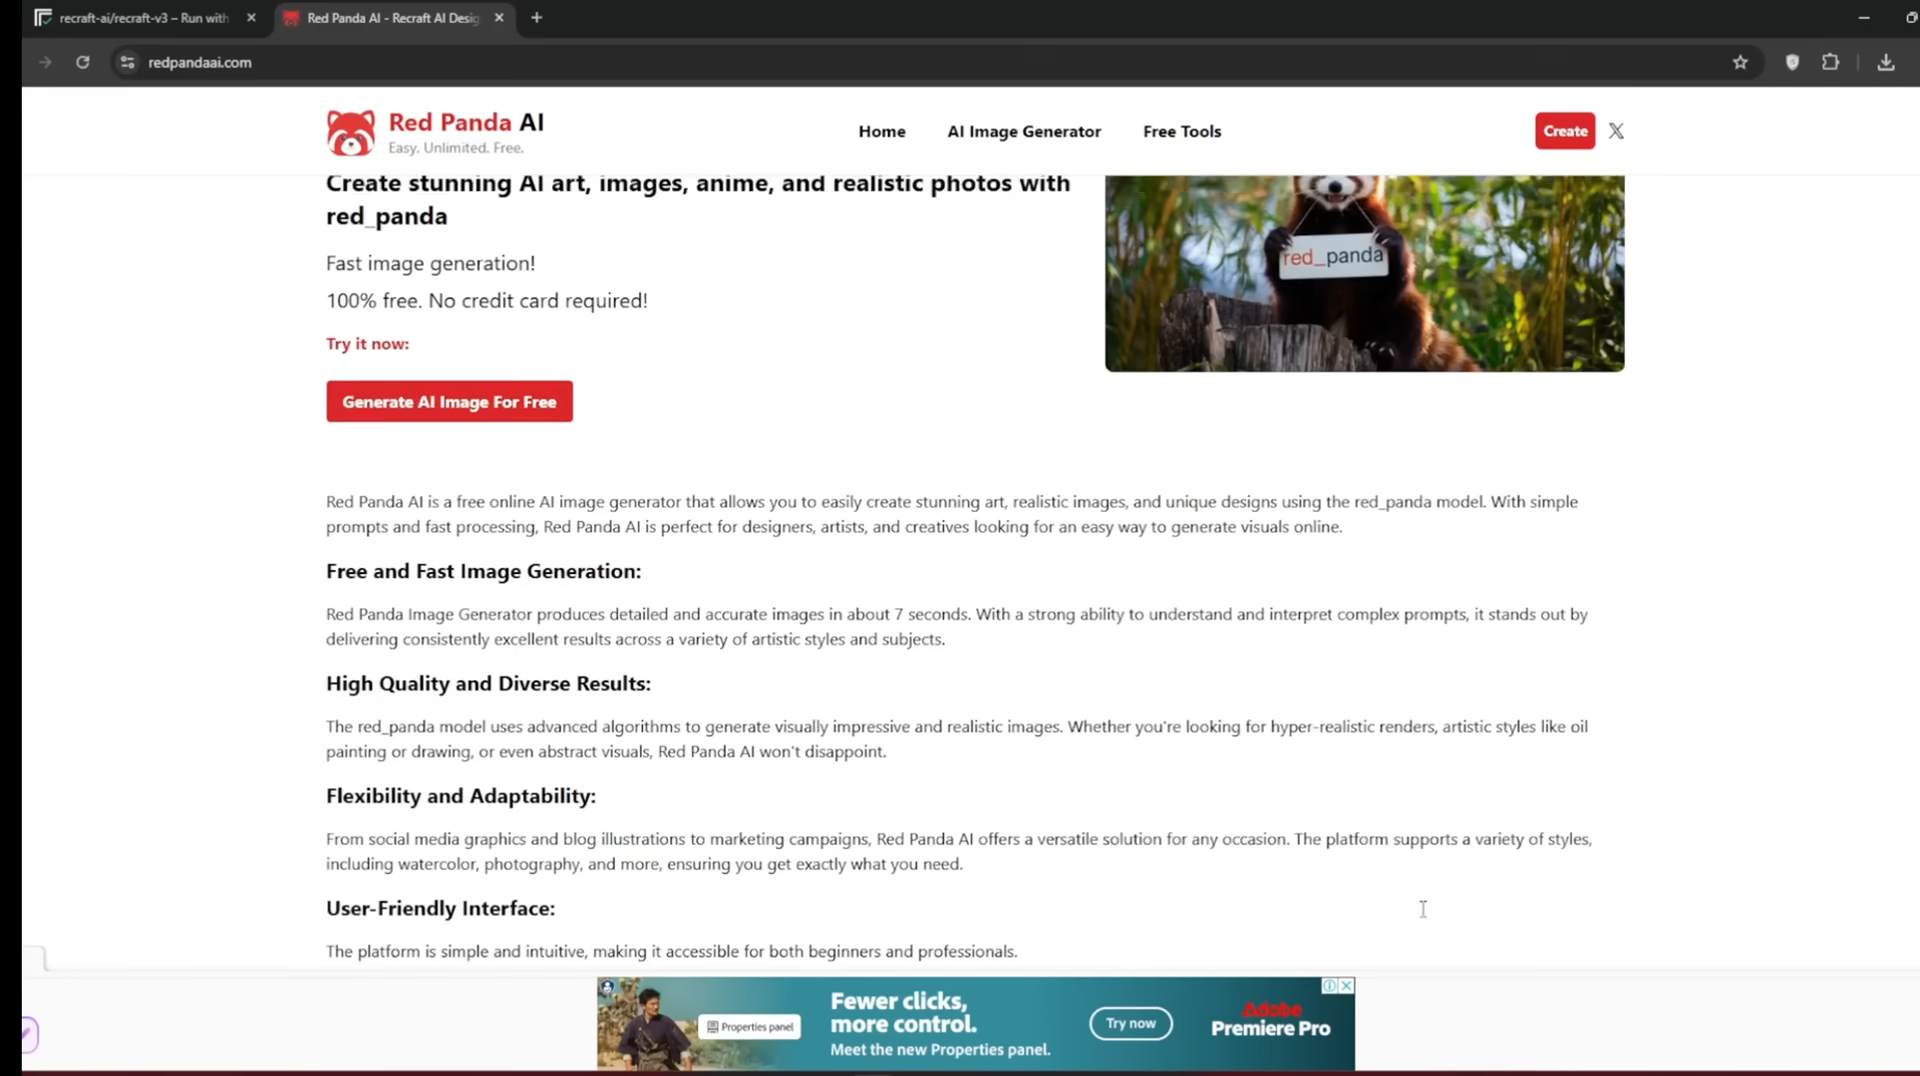 recraft-ai/recraft-v3 – Run with
Red Panda AI - Recraft AI Desig
redpandaai.com
Red Panda AI
Easy. Unlimited. Free.
Home
AI Image Generator
Free Tools
Create
Create stunning AI art, images, anime, and realistic photos with
red_panda
Fast image generation!
100% free. No credit card required!
Try it now:
Generate AI Image For Free
red_panda
Red Panda AI is a free online AI image generator that allows you to easily create stunning art, realistic images, and unique designs using the red_panda model. With simple
prompts and fast processing, Red Panda AI is perfect for designers, artists, and creatives looking for an easy way to generate visuals online.
Free and Fast Image Generation:
Red Panda Image Generator produces detailed and accurate images in about 7 seconds. With a strong ability to understand and interpret complex prompts, it stands out by
delivering consistently excellent results across a variety of artistic styles and subjects.
High Quality and Diverse Results:
The red_panda model uses advanced algorithms to generate visually impressive and realistic images. Whether you're looking for hyper-realistic renders, artistic styles like oil
painting or drawing, or even abstract visuals, Red Panda AI won't disappoint.
Flexibility and Adaptability:
From social media graphics and blog illustrations to marketing campaigns, Red Panda AI offers a versatile solution for any occasion. The platform supports a variety of styles,
including watercolor, photography, and more, ensuring you get exactly what you need.
User-Friendly Interface:
The platform is simple and intuitive, making it accessible for both beginners and professionals.
Properties panel
Fewer clicks,
more control.
Meet the new Properties panel.
Try now
Adobe
Premiere Pro